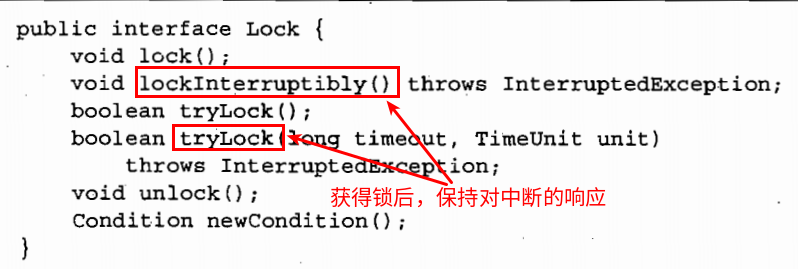 public interface Lock {
void lock();
void lockInterruptibly() throws InterruptedException;
boolean tryLock();
boolean tryLock(long timeout, TimeUnit unit)
throws InterruptedException;
void unlock();
获得锁后，保持对中断的响应
Condition newCondition();
}